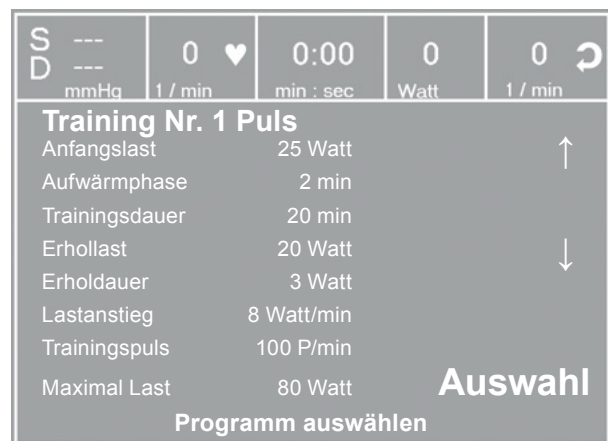 S --- 0 ♥ 0:00 0 0
D ---
mmHg 1 / min min : sec Watt 1 / min
Training Nr. 1 Puls
Anfangslast 25 Watt ↑
Aufwärmphase 2 min
Trainingsdauer 20 min
Erhollast 20 Watt ↓
Erholdauer 3 Watt
Lastanstieg 8 Watt/min
Trainingspuls 100 P/min
Maximal Last 80 Watt Auswahl
Programm auswählen